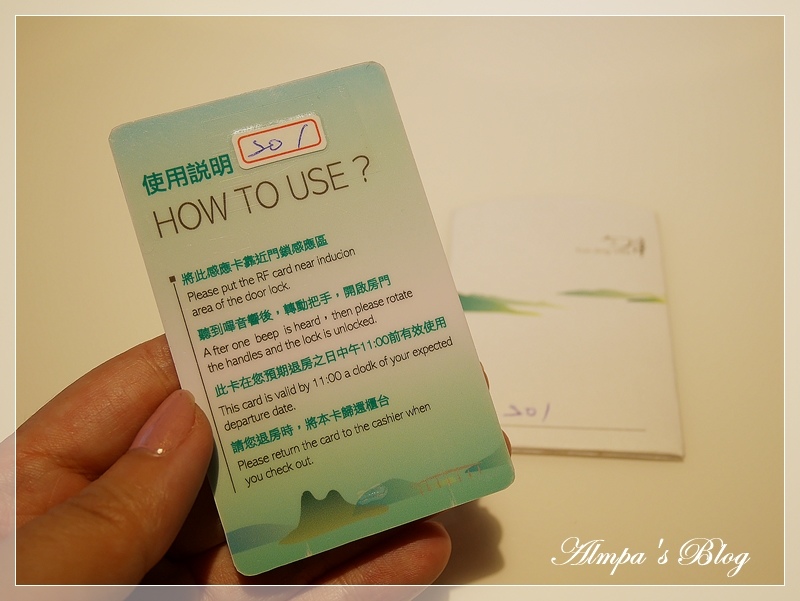 使用説明
201
HOW TO USE？
將此感應卡靠近門鎖感應區
Please put the RF card near inducion
area of the door lock.
聽到嗶音響後，轉動把手，開啟房門
After one beep is heard，then please rotate
the handles and the lock is unlocked.
此卡在您預期退房之日中午11:00前有效使用
This card is valid by 11:00 a clodk of your expected
departure date.
請您退房時，將本卡歸還櫃台
Please return the card to the cashier when
you check out.
201
Almpa's Blog